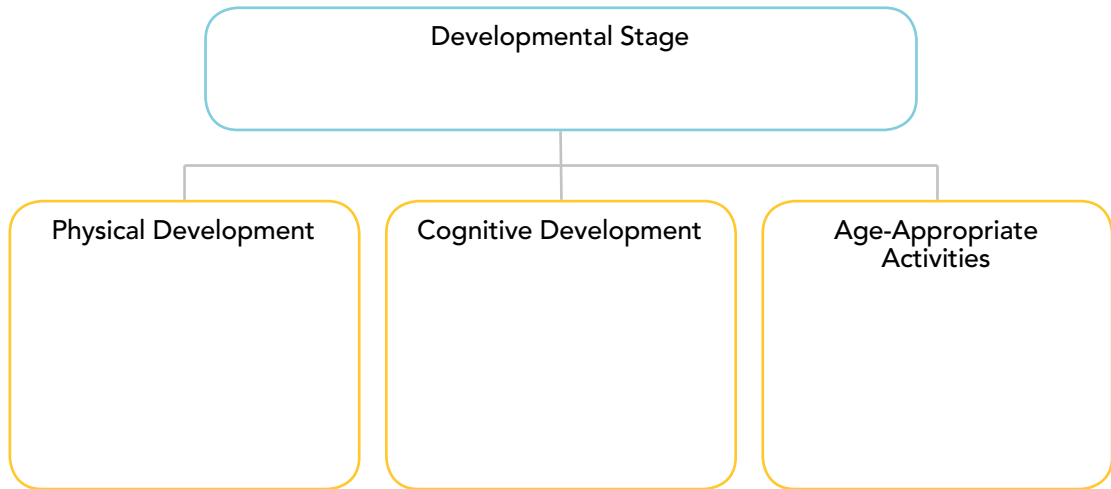 Developmental Stage
Physical Development
Cognitive Development
Age-Appropriate
Activities